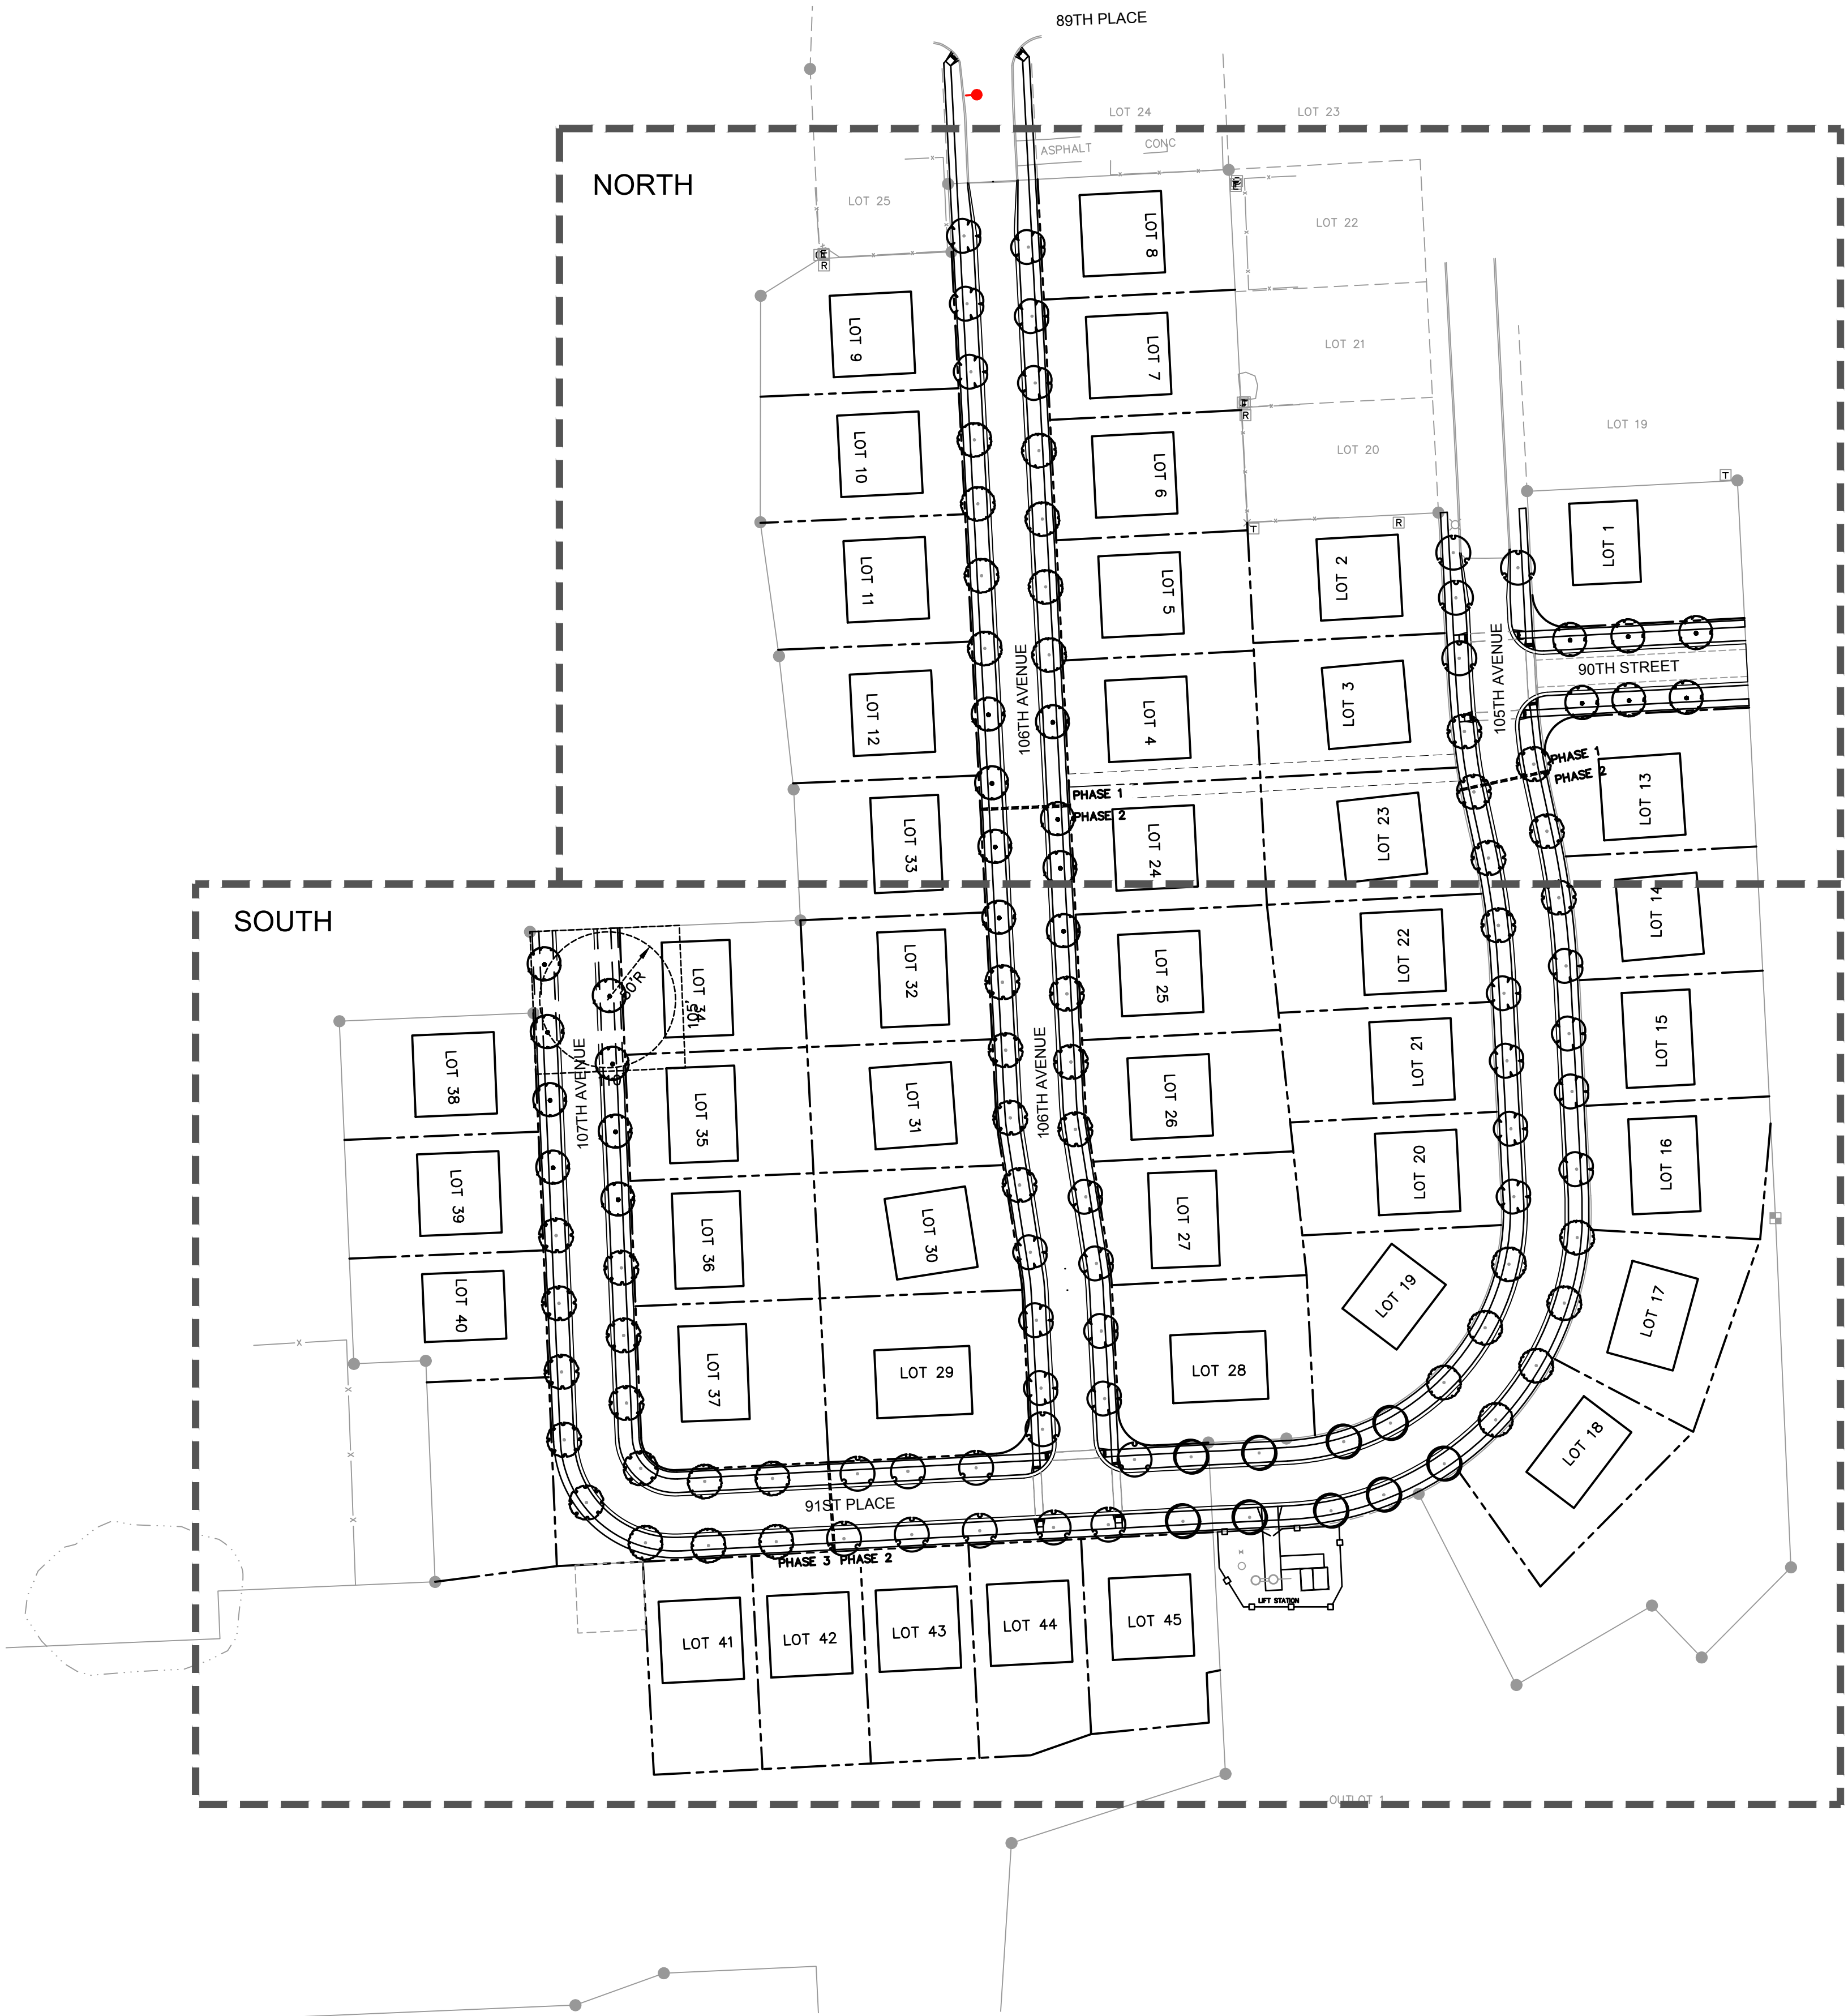 89TH PLACE
LOT 24
LOT 23
ASPHALT
CONC
NORTH
LOT 25
LOT 8
LOT 22
R
LOT 9
LOT 7
LOT 21
R
LOT 10
LOT 6
LOT 20
LOT 19
T
T
R
LOT 11
LOT 5
LOT 2
LOT 1
LOT 12
106TH AVENUE
LOT 4
LOT 3
105TH AVENUE
90TH STREET
PHASE 1
PHASE 2
PHASE 1
PHASE 2
LOT 13
LOT 33
LOT 24
LOT 23
SOUTH
LOT 14
LOT 34
50'R
105'
LOT 32
LOT 25
LOT 22
LOT 38
107TH AVENUE
LOT 35
LOT 31
106TH AVENUE
LOT 26
LOT 21
LOT 15
LOT 39
LOT 36
LOT 30
LOT 27
LOT 20
LOT 16
LOT 40
LOT 37
LOT 29
LOT 28
LOT 19
LOT 17
LOT 18
91ST PLACE
PHASE 3
PHASE 2
LIFT STATION
LOT 41
LOT 42
LOT 43
LOT 44
LOT 45
OUTLOT 1